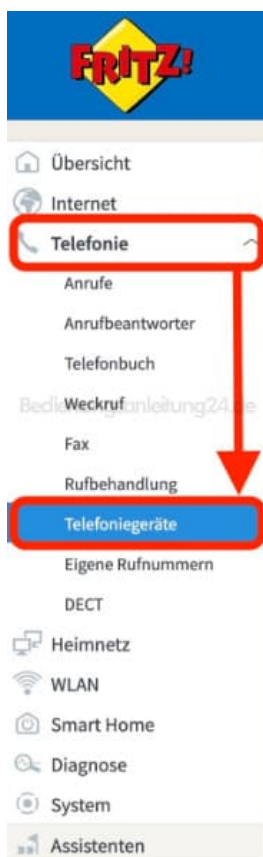 FRITZ!
Übersicht
Internet
Telefonie
Anrufe
Anrufbeantworter
Telefonbuch
Weckruf
Fax
Rufbehandlung
Telefoniegeräte
Eigene Rufnummern
DECT
Heimnetz
WLAN
Smart Home
Diagnose
System
Assistenten